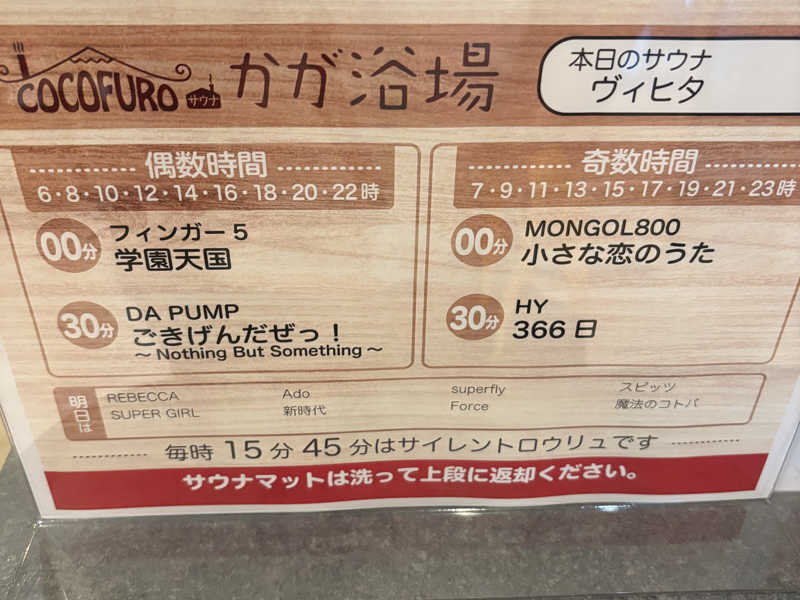 COCOFURO サウナ かが浴場
本日のサウナ
ヴィヒタ
偶数時間
6・8・10・12・14・16・18・20・22時
00分 フィンガー5
学園天国
30分 DA PUMP
ごきげんだぜっ！
～Nothing But Something～
奇数時間
7・9・11・13・15・17・19・21・23時
00分 MONGOL800
小さな恋のうた
30分 HY
366日
明日は
REBECCA
SUPER GIRL
Ado
新時代
superfly
Force
スピッツ
魔法のコトバ
毎時 15分 45分はサイレントロウリュです
サウナマットは洗って上段に返却ください。